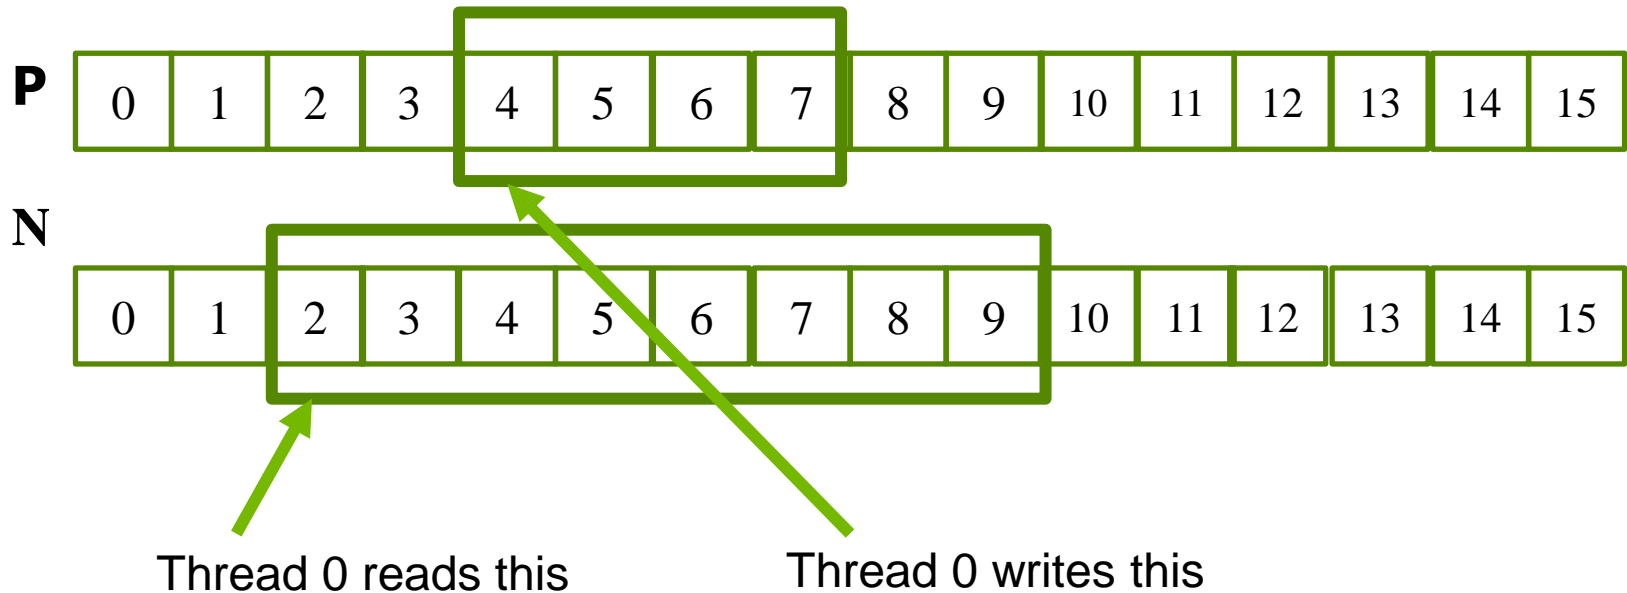 P 0 1 2 3 4 5 6 7 8 9 10 11 12 13 14 15
N
0 1 2 3 4 5 6 7 8 9 10 11 12 13 14 15
Thread 0 reads this
Thread 0 writes this